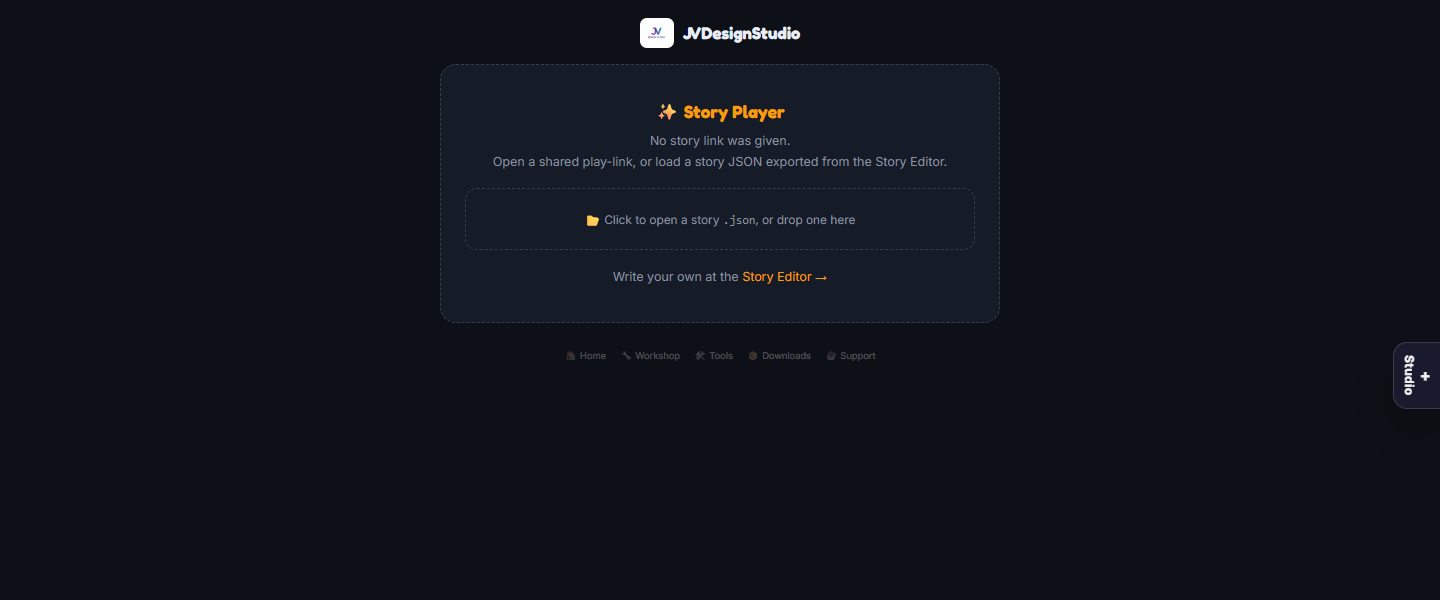 JVDesignStudio
Story Player
No story link was given.
Open a shared play-link, or load a story JSON exported from the Story Editor.
Click to open a story .json, or drop one here
Write your own at the Story Editor →
Home Workshop Tools Downloads Support
+ Studio